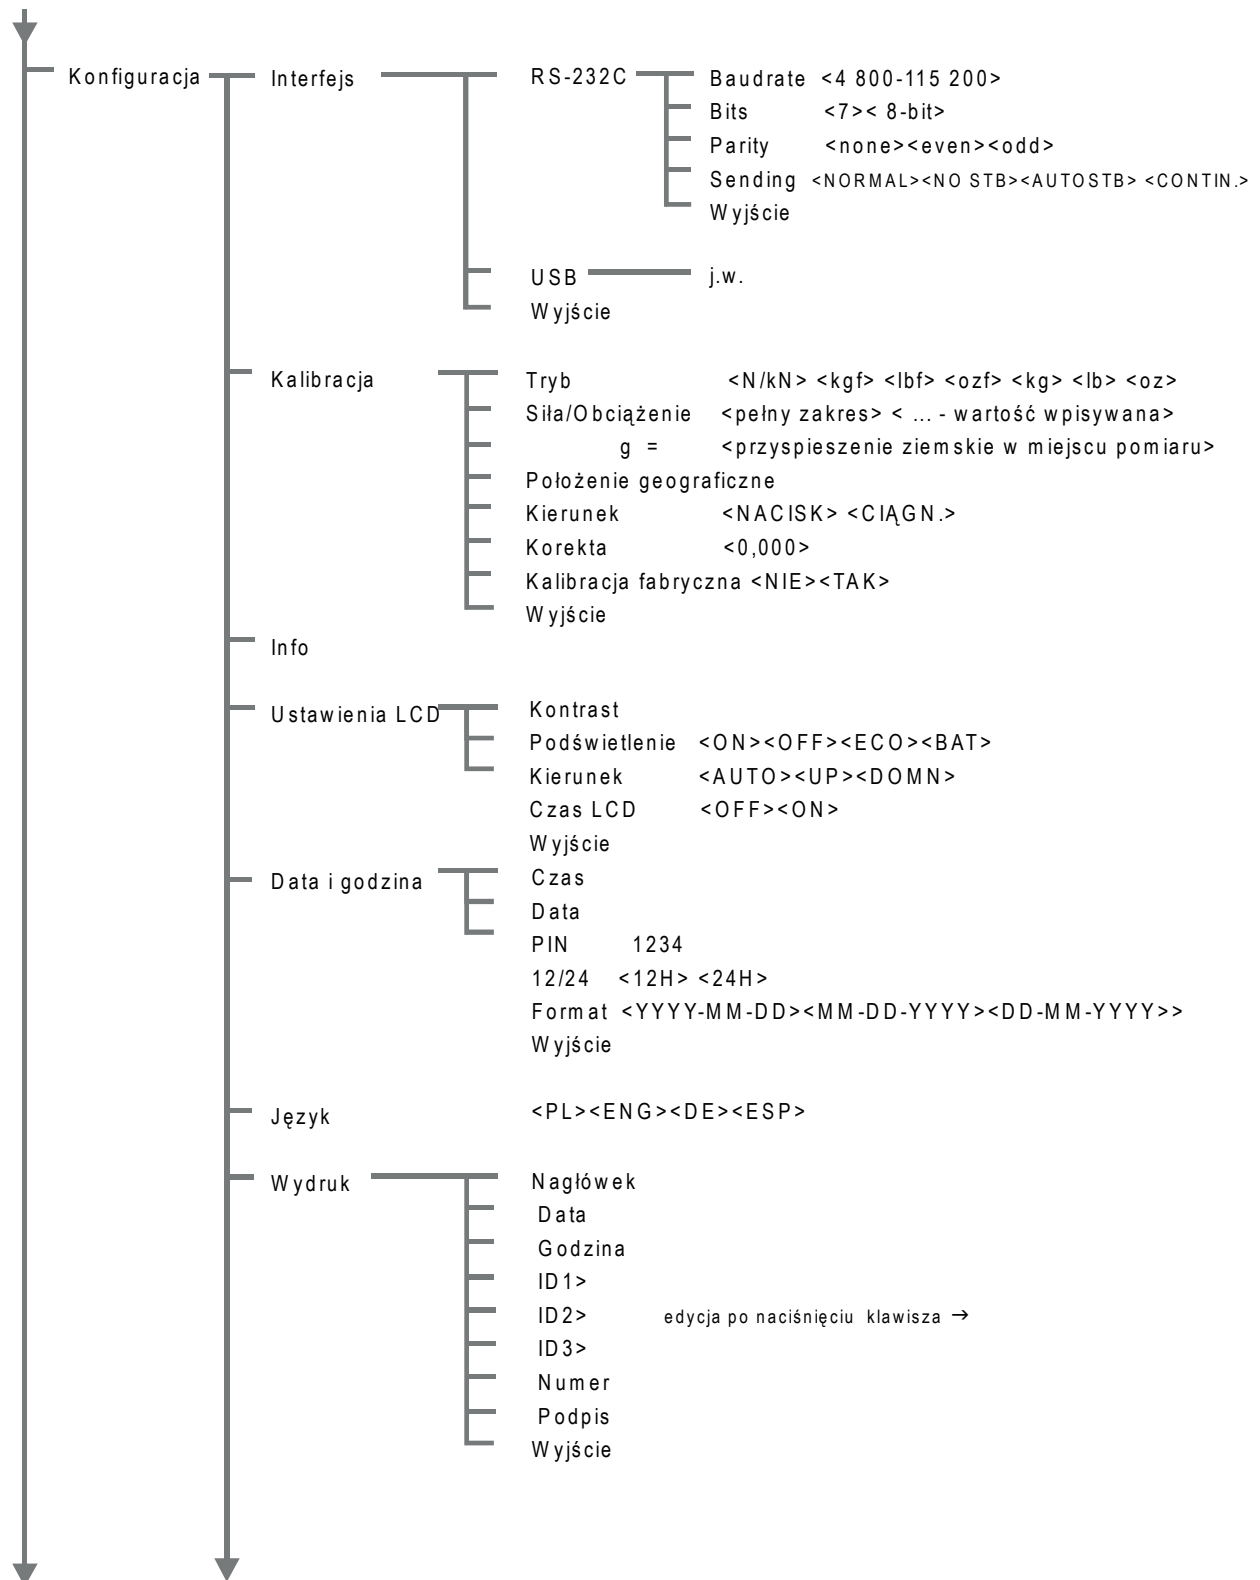 Konfiguracja Interfejs RS-232C Baudrate <4 800-115 200>
Bits <7>< 8-bit>
Parity <none><even><odd>
Sending <NORMAL><NO STB><AUTOSTB> <CONTIN.>
Wyjście
USB j.w.
Wyjście
Kalibracja Tryb <N/kN> <kgf> <lbf> <ozf> <kg> <lb> <oz>
Siła/Obciążenie <pełny zakres> < ... - wartość wpisywana>
g = <przyspieszenie ziemskie w miejscu pomiaru>
Położenie geograficzne
Kierunek <NACISK> <CIĄGN.>
Korekta <0,000>
Kalibracja fabryczna <NIE><TAK>
Wyjście
Info
Ustawienia LCD Kontrast
Podświetlenie <ON><OFF><ECO><BAT>
Kierunek <AUTO><UP><DOMN>
Czas LCD <OFF><ON>
Wyjście
Data i godzina Czas
Data
PIN 1234
12/24 <12H> <24H>
Format <YYYY-MM-DD><MM-DD-YYYY><DD-MM-YYYY>>
Wyjście
Język <PL><ENG><DE><ESP>
Wydruk Nagłówek
Data
Godzina
ID1>
ID2> edycja po naciśnięciu klawisza →
ID3>
Numer
Podpis
Wyjście